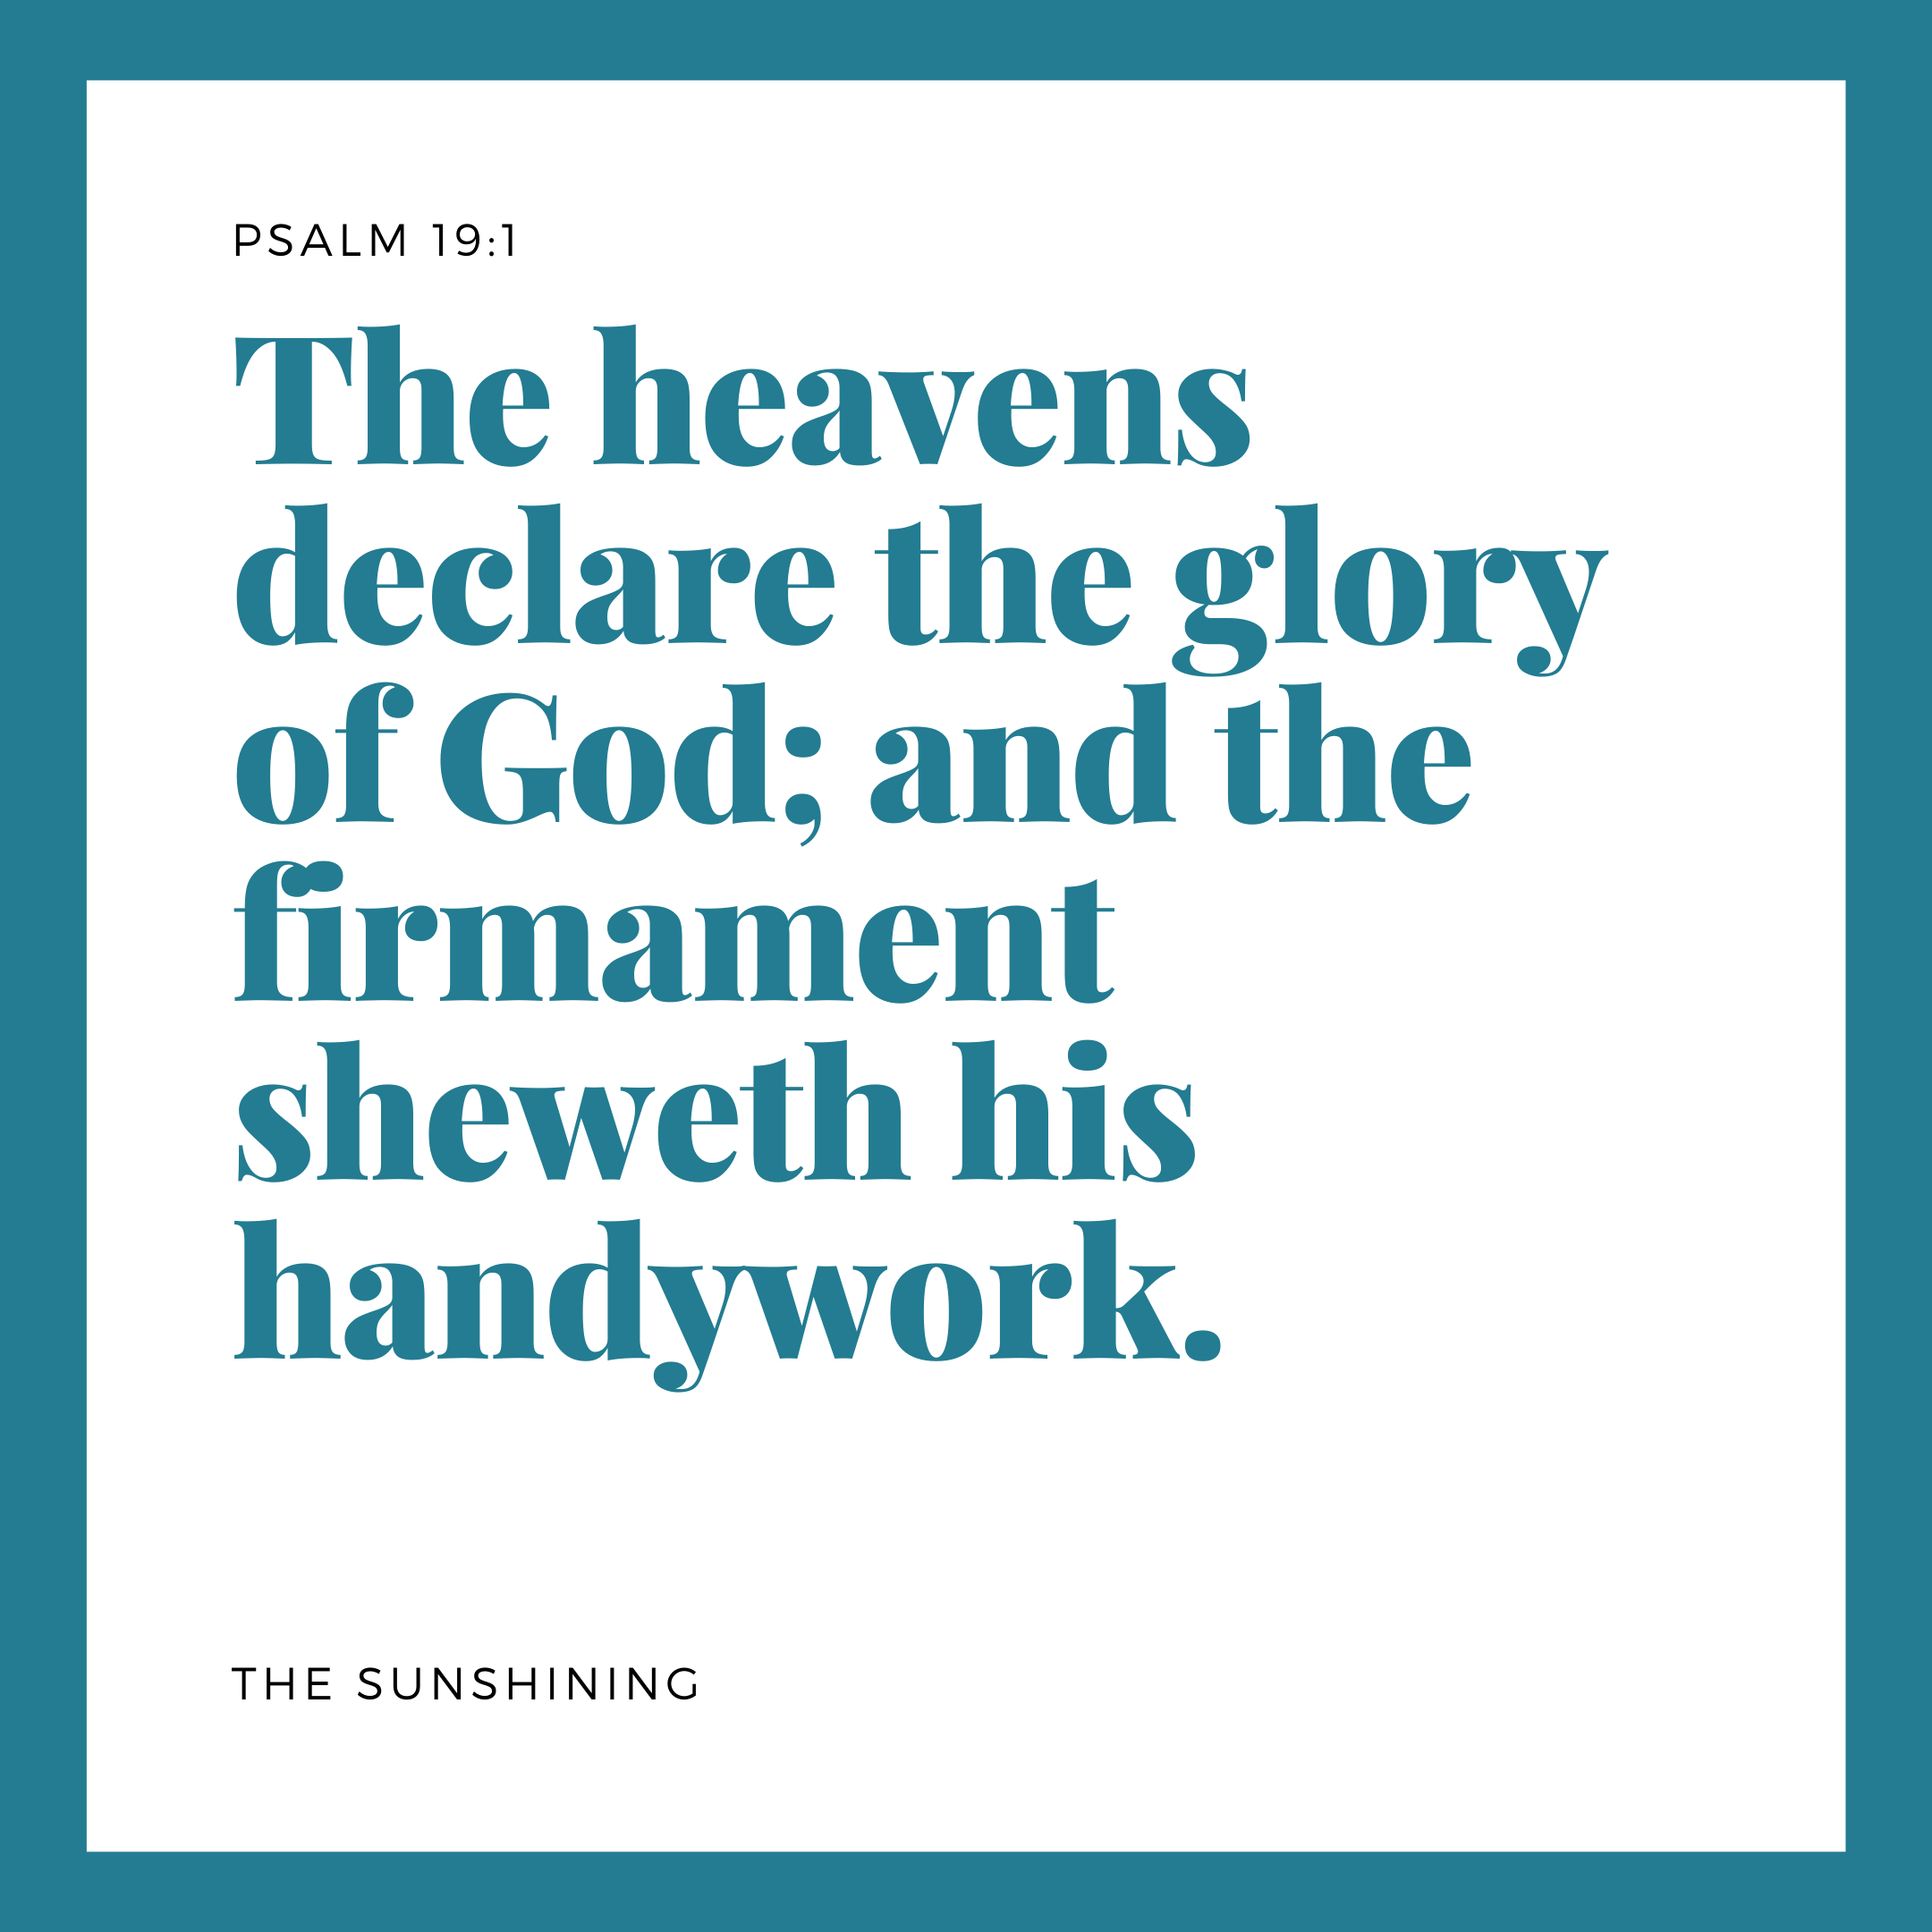 PSALM 19:1
The heavens
declare the glory
of God; and the
firmament
sheweth his
handywork.
THE SUNSHINING